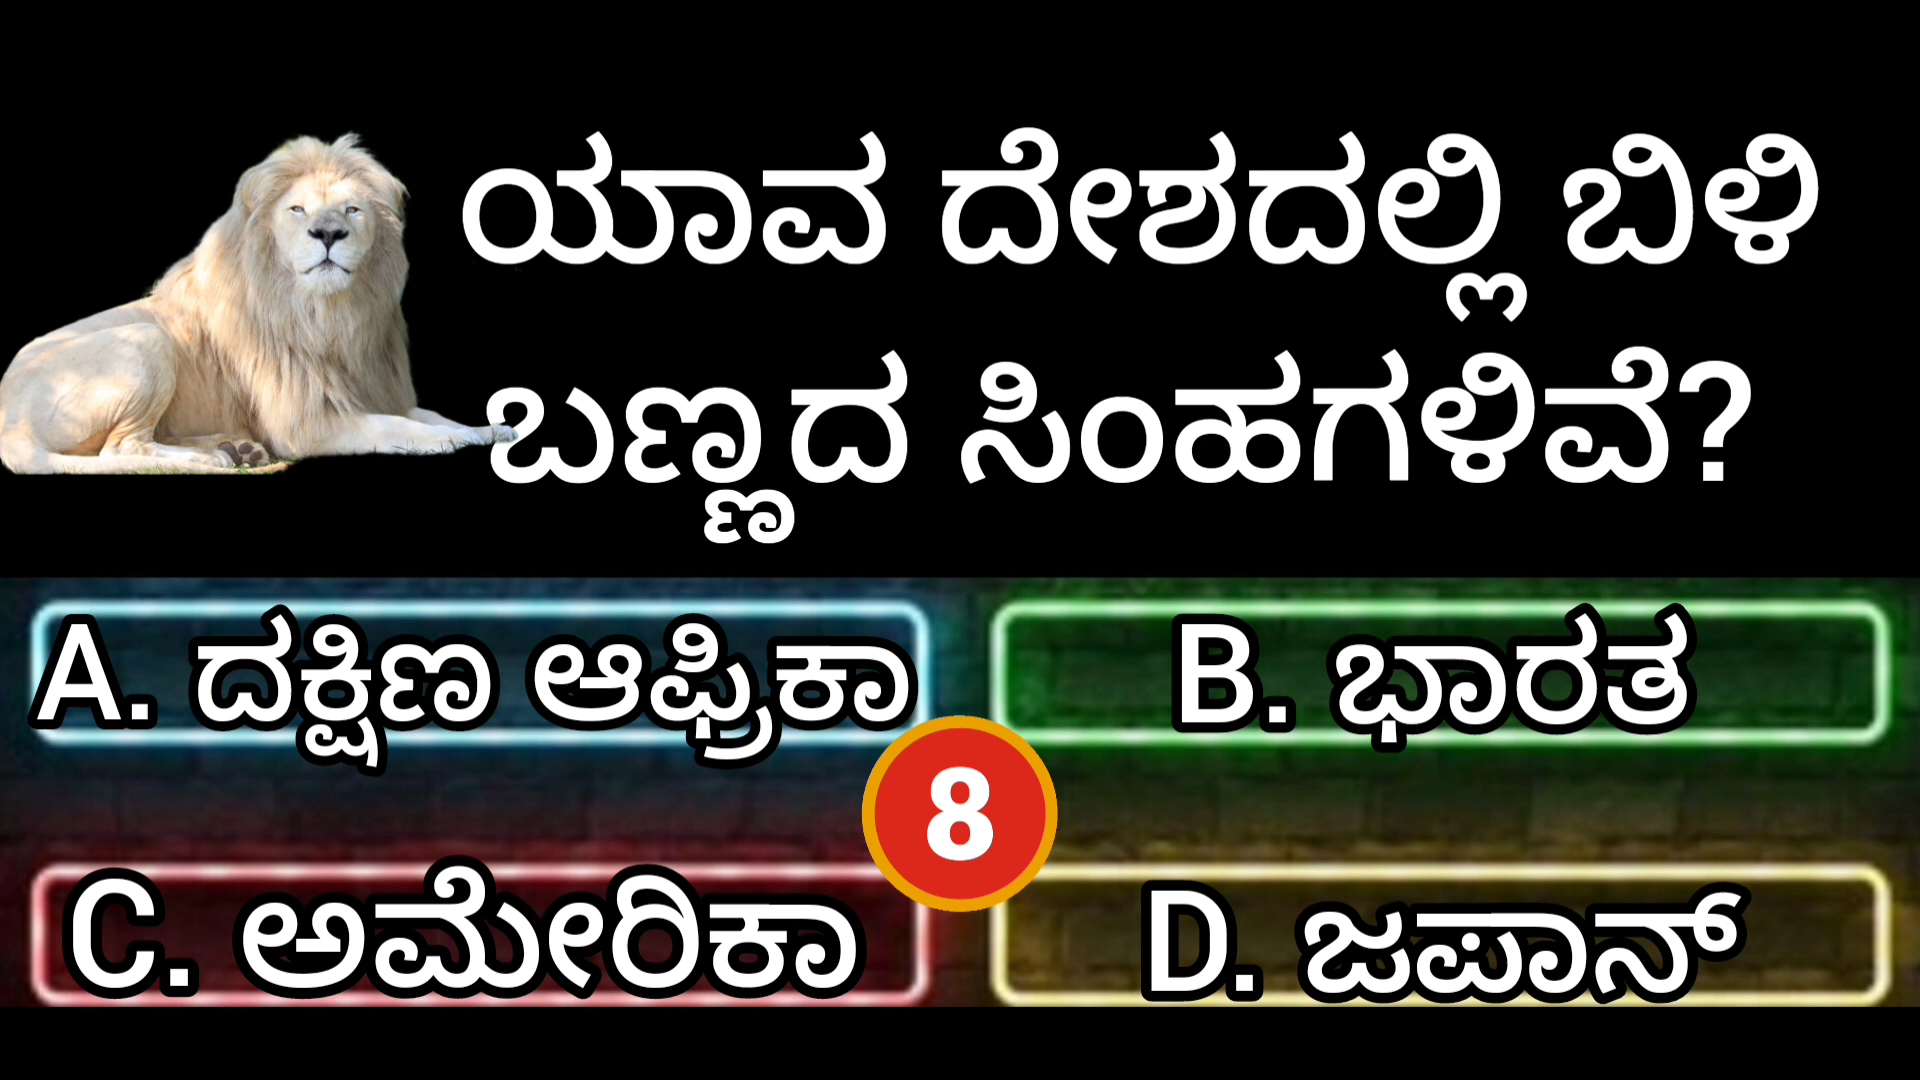 ಯಾವ ದೇಶದಲ್ಲಿ ಬಿಳಿ
ಬಣ್ಣದ ಸಿಂಹಗಳಿವೆ?
A. ದಕ್ಷಿಣ ಆಫ್ರಿಕಾ
B. ಭಾರತ
8
C. ಅಮೇರಿಕಾ
D. ಜಪಾನ್